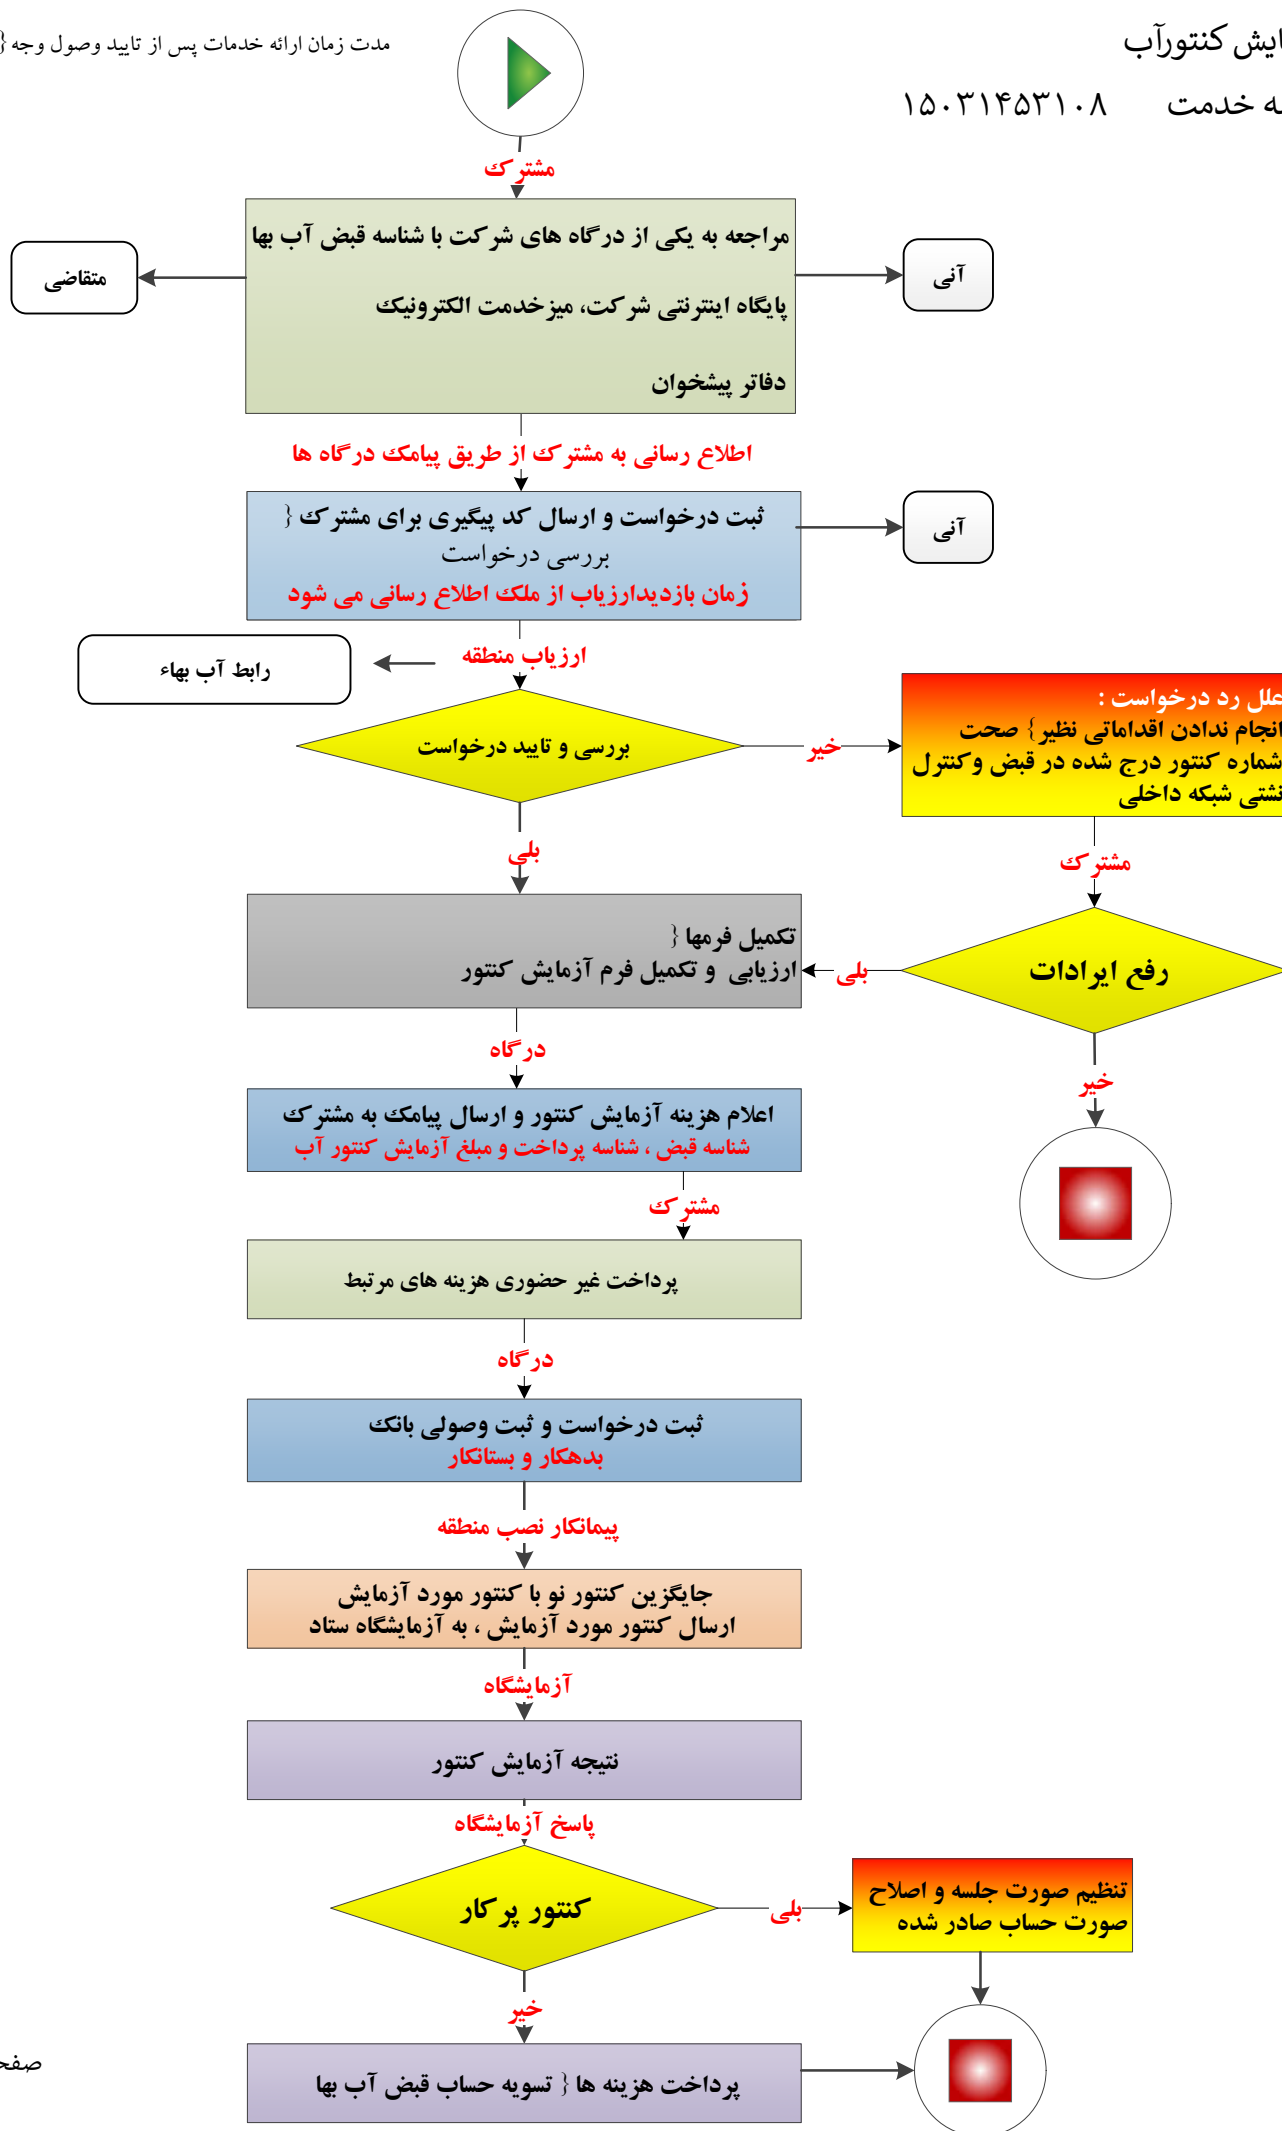 آزمایش کنتورآب
شناسه خدمت ۱۵۰۳۱۴۵۳۱۰۸
مدت زمان ارائه خدمات پس از تایید وصول وجه {
مشترک
مراجعه به یکی از درگاه های شرکت با شناسه قبض آب بها
پایگاه اینترنتی شرکت، میزخدمت الکترونیک
دفاتر پیشخوان
آنی
متقاضی
اطلاع رسانی به مشترک از طریق پیامک درگاه ها
ثبت درخواست و ارسال کد پیگیری برای مشترک {
بررسی درخواست
زمان بازدیدارزیاب از ملک اطلاع رسانی می شود
آنی
ارزیاب منطقه
رابط آب بهاء
بررسی و تایید درخواست
خیر
علل رد درخواست :
انجام ندادن اقداماتی نظیر } صحت
شماره کنتور درج شده در قبض وکنترل
نشتی شبکه داخلی
بلی
مشترک
رفع ایرادات
بلی
تکمیل فرمها {
ارزیابی و تکمیل فرم آزمایش کنتور
خیر
درگاه
اعلام هزینه آزمایش کنتور و ارسال پیامک به مشترک
شناسه قبض ، شناسه پرداخت و مبلغ آزمایش کنتور آب
مشترک
پرداخت غیر حضوری هزینه های مرتبط
درگاه
ثبت درخواست و ثبت وصولی بانک
بدهکار و بستانکار
پیمانکار نصب منطقه
جایگزین کنتور نو با کنتور مورد آزمایش
ارسال کنتور مورد آزمایش ، به آزمایشگاه ستاد
آزمایشگاه
نتیجه آزمایش کنتور
پاسخ آزمایشگاه
کنتور پرکار
بلی
تنظیم صورت جلسه و اصلاح
صورت حساب صادر شده
خیر
پرداخت هزینه ها { تسویه حساب قبض آب بها